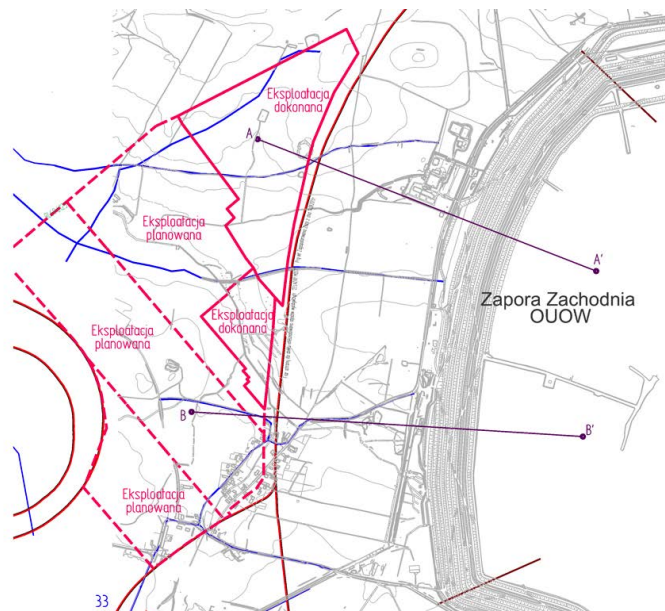 Eksploatacja
dokonana
A
Eksploatacja
planowana
A'
Zapora Zachodnia
OUOW
Eksploatacja
dokonana
Eksploatacja
planowana
B
B'
Eksploatacja
planowana
33